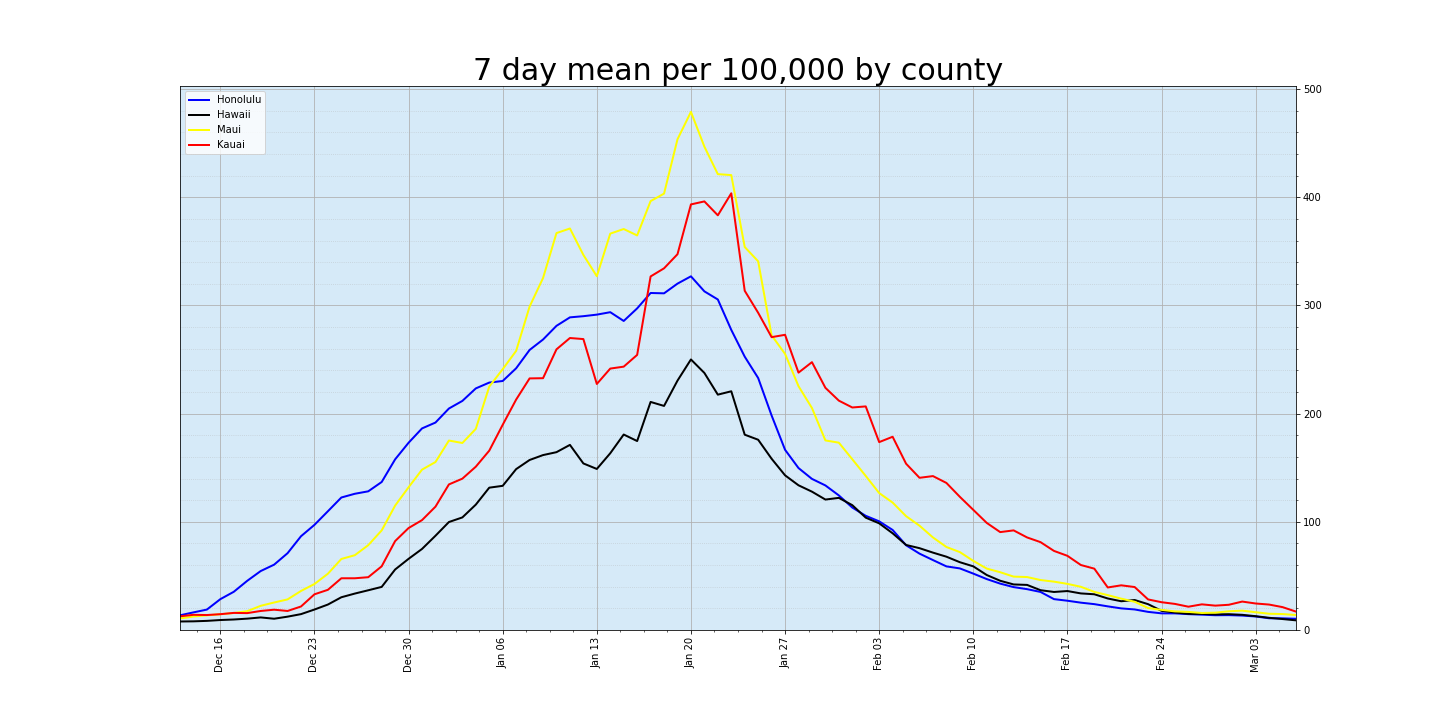 7 day mean per 100,000 by county
Honolulu
Hawaii
Maui
Kauai
500
400
300
200
100
0
Dec 16
Dec 23
Dec 30
Jan 06
Jan 13
Jan 20
Jan 27
Feb 03
Feb 10
Feb 17
Feb 24
Mar 03